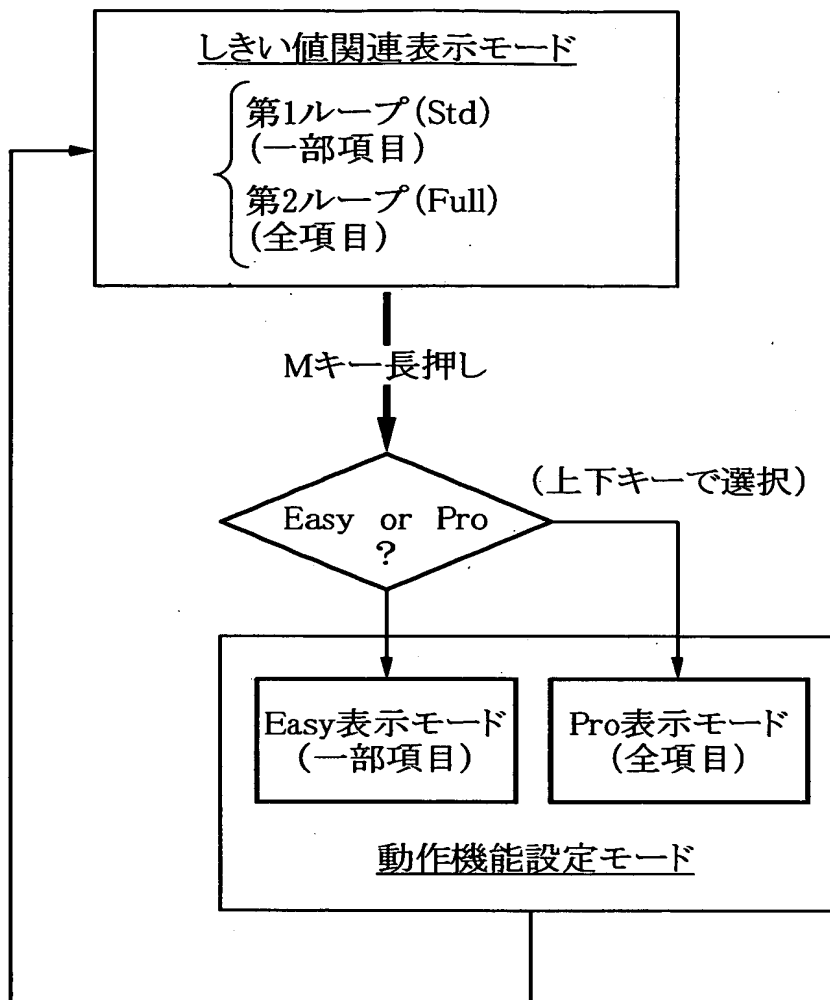 しきい値関連表示モード
第1ループ(Std)
(一部項目)
第2ループ(Full)
(全項目)
Mキー長押し
(上下キーで選択)
Easy or Pro
?
Easy表示モード
(一部項目)
Pro表示モード
(全項目)
動作機能設定モード